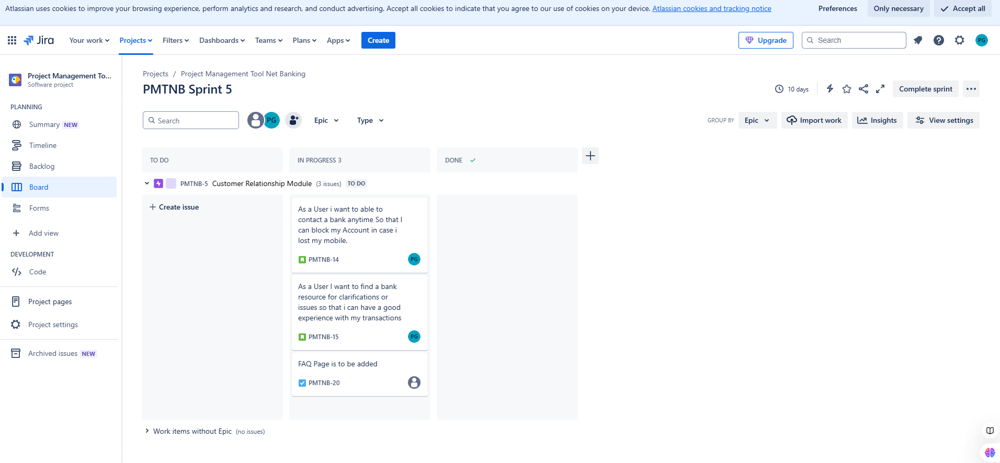 Atlassian uses cookies to improve your browsing experience, perform analytics and research, and conduct advertising. Accept all cookies to indicate that you agree to our use of cookies on your device. Atlassian cookies and tracking notice
Preferences
Only necessary
Accept all
Jira
Your work
Projects
Filters
Dashboards
Teams
Plans
Apps
Create
Upgrade
Search
PG
Project Management To...
Software project
PLANNING
Summary NEW
Timeline
Backlog
Board
Forms
Add view
DEVELOPMENT
Code
Project pages
Project settings
Archived issues NEW
Projects / Project Management Tool Net Banking
PMTNB Sprint 5
10 days
Complete sprint
Search
PG
Epic
Type
GROUP BY
Epic
Import work
Insights
View settings
TO DO
IN PROGRESS 3
DONE
PMTNB-5 Customer Relationship Module (3 issues) TO DO
Create issue
As a User i want to able to
contact a bank anytime So that I
can block my Account in case i
lost my mobile.
PMTNB-14
PG
As a User I want to find a bank
resource for clarifications or
issues so that i can have a good
experience with my transactions
PMTNB-15
PG
FAQ Page is to be added
PMTNB-20
Work items without Epic (no issues)